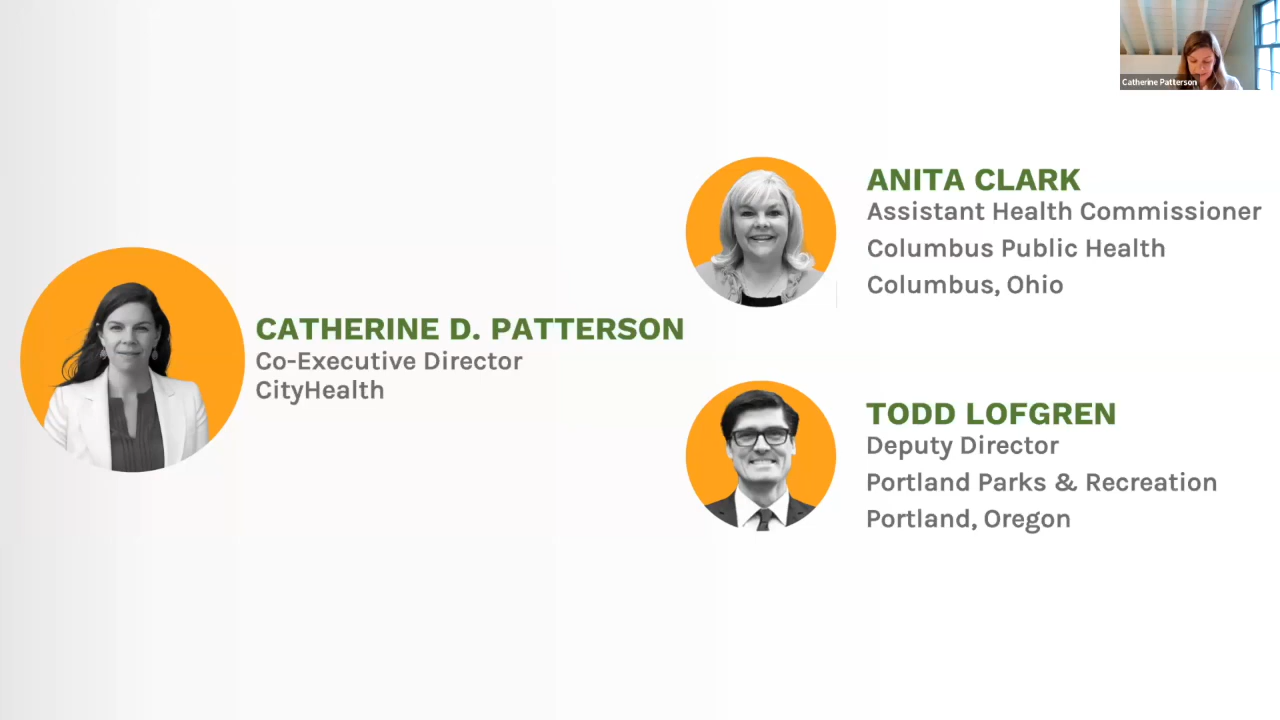 Catherine Patterson
CATHERINE D. PATTERSON
Co-Executive Director
CityHealth
ANITA CLARK
Assistant Health Commissioner
Columbus Public Health
Columbus, Ohio
TODD LOFGREN
Deputy Director
Portland Parks & Recreation
Portland, Oregon